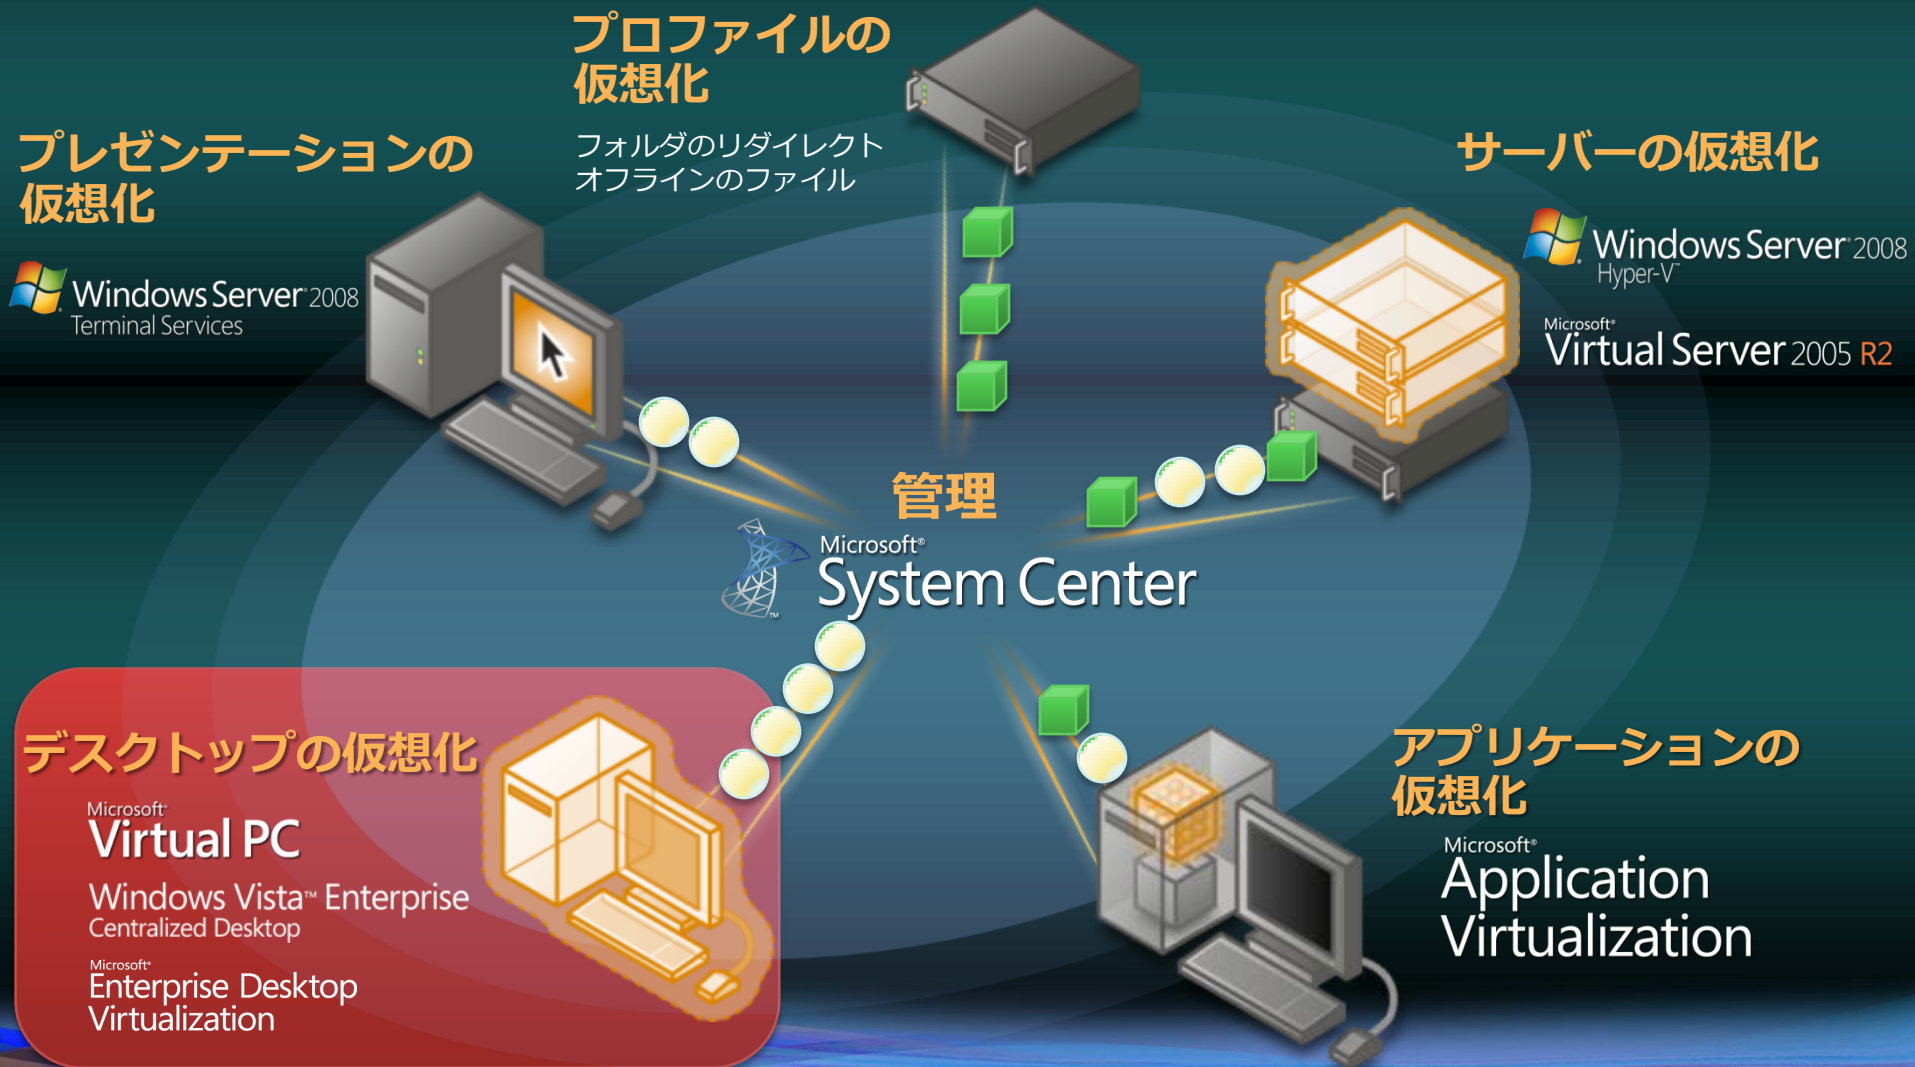 プロファイルの
仮想化
フォルダのリダイレクト
オフラインのファイル
プレゼンテーションの
仮想化
Windows Server 2008
Terminal Services
サーバーの仮想化
Windows Server 2008
Hyper-V™
Microsoft®
Virtual Server 2005 R2
管理
Microsoft®
System Center
デスクトップの仮想化
Microsoft
Virtual PC
Windows Vista™ Enterprise
Centralized Desktop
Microsoft®
Enterprise Desktop
Virtualization
アプリケーションの
仮想化
Microsoft®
Application
Virtualization